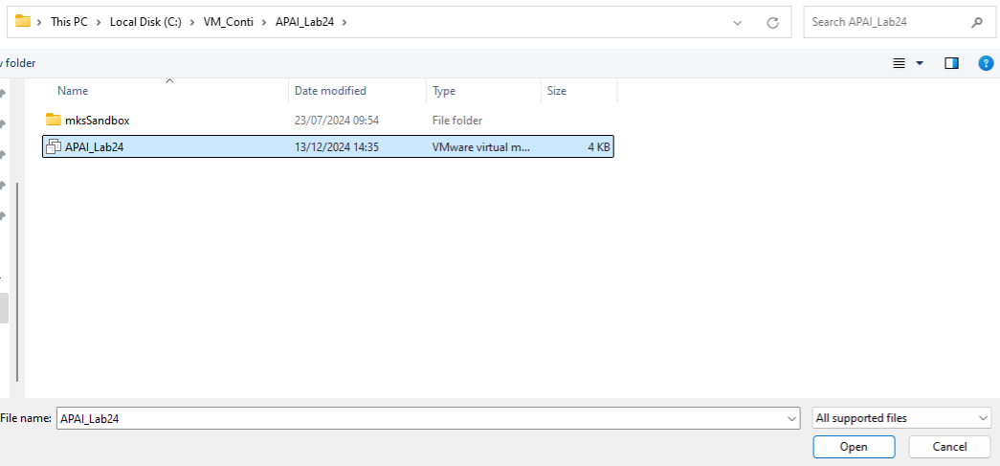 This PC > Local Disk (C:) > VM_Conti > APAI_Lab24 >
Search APAI_Lab24
folder
Name Date modified Type Size
mksSandbox 23/07/2024 09:54 File folder
APAI_Lab24 13/12/2024 14:35 VMware virtual m... 4 KB
File name: APAI_Lab24 All supported files
Open Cancel